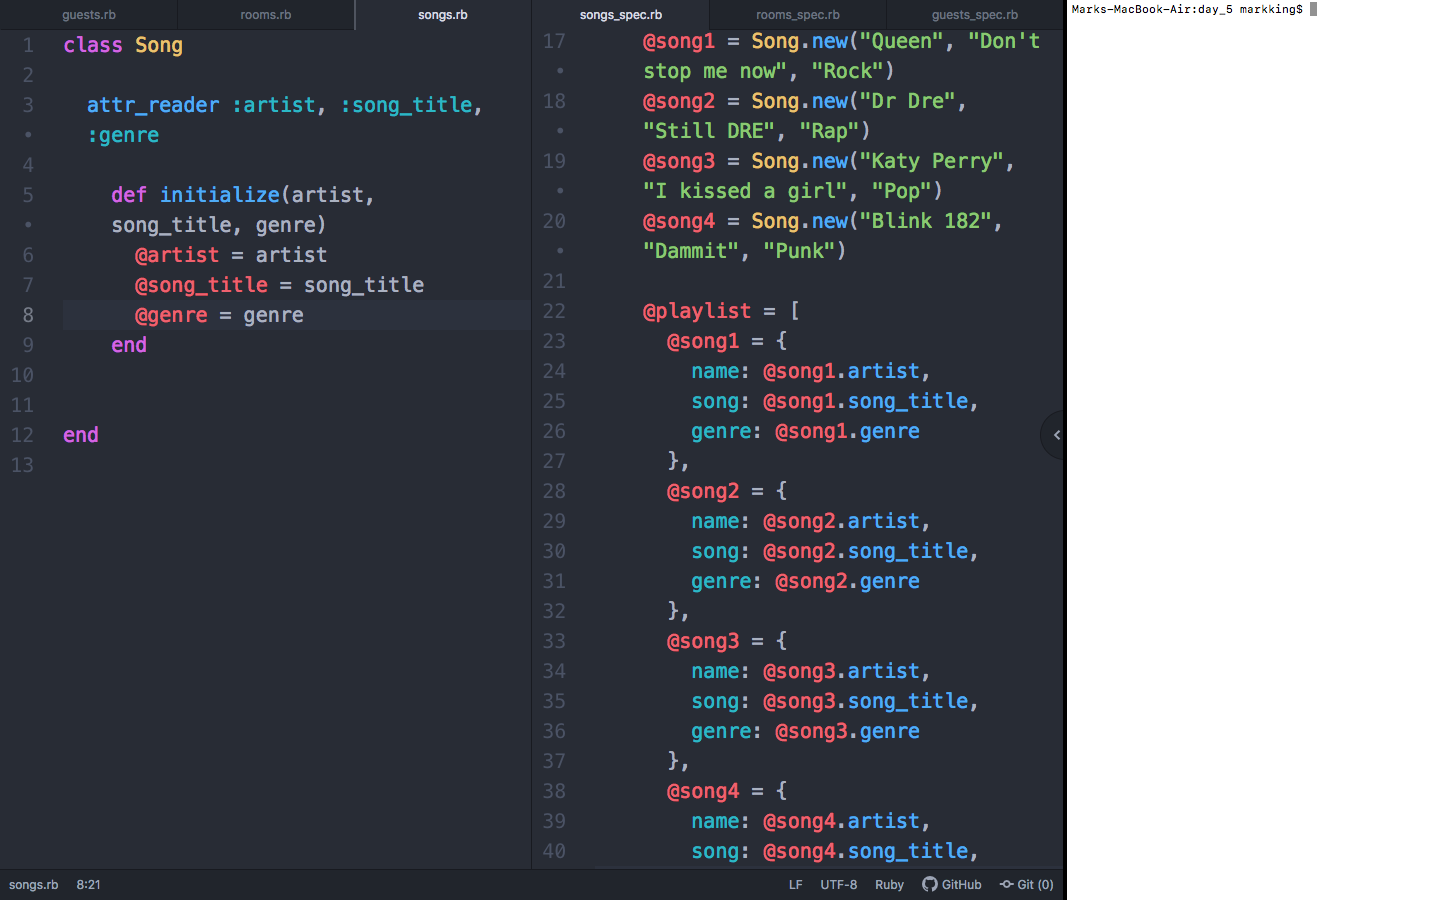 guests.rb
rooms.rb
songs.rb
1 class Song
2
3 attr_reader :artist, :song_title,
• :genre
4
5 def initialize(artist,
• song_title, genre)
6 @artist = artist
7 @song_title = song_title
8 @genre = genre
9 end
10
11
12 end
13
songs_spec.rb
rooms_spec.rb
guests_spec.rb
17 @song1 = Song.new("Queen", "Don't
• stop me now", "Rock")
18 @song2 = Song.new("Dr Dre",
• "Still DRE", "Rap")
19 @song3 = Song.new("Katy Perry",
• "I kissed a girl", "Pop")
20 @song4 = Song.new("Blink 182",
• "Dammit", "Punk")
21
22 @playlist = [
23 @song1 = {
24 name: @song1.artist,
25 song: @song1.song_title,
26 genre: @song1.genre
27 },
28 @song2 = {
29 name: @song2.artist,
30 song: @song2.song_title,
31 genre: @song2.genre
32 },
33 @song3 = {
34 name: @song3.artist,
35 song: @song3.song_title,
36 genre: @song3.genre
37 },
38 @song4 = {
39 name: @song4.artist,
40 song: @song4.song_title,
Marks-MacBook-Air:day_5 markking$
songs.rb 8:21
LF UTF-8 Ruby GitHub Git (0)